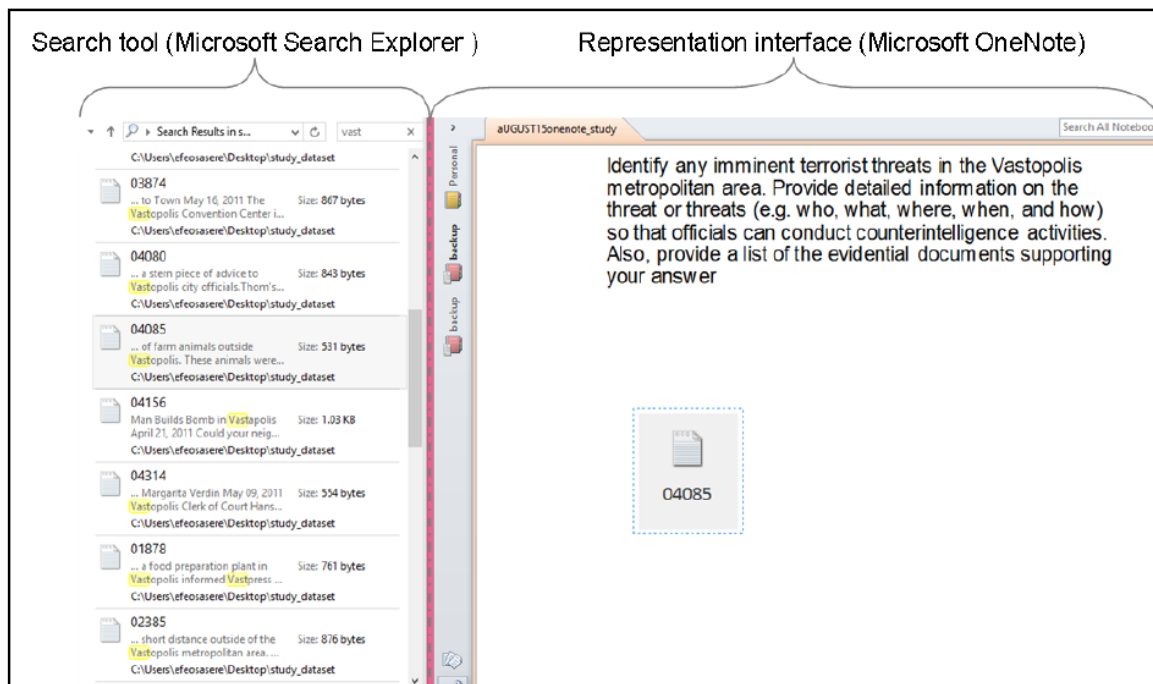 Search tool (Microsoft Search Explorer )
Representation interface (Microsoft OneNote)
Search Results in s...
vast
C:\Users\efeosasere\Desktop\study_dataset
03874
... to Town May 16, 2011 The
Size: 867 bytes
Vastopolis Convention Center i...
C:\Users\efeosasere\Desktop\study_dataset
04080
... a stern piece of advice to
Size: 843 bytes
Vastopolis city officials.Thom's...
C:\Users\efeosasere\Desktop\study_dataset
04085
... of farm animals outside
Size: 531 bytes
Vastopolis. These animals were...
C:\Users\efeosasere\Desktop\study_dataset
04156
Man Builds Bomb in Vastapolis
Size: 1.03 KB
April 21, 2011 Could your neig...
C:\Users\efeosasere\Desktop\study_dataset
04314
... Margarita Verdin May 09, 2011
Size: 554 bytes
Vastopolis Clerk of Court Hans...
C:\Users\efeosasere\Desktop\study_dataset
01878
... a food preparation plant in
Size: 761 bytes
Vastopolis informed Vastpress ...
C:\Users\efeosasere\Desktop\study_dataset
02385
... short distance outside of the
Size: 876 bytes
Vastopolis metropolitan area. ...
C:\Users\efeosasere\Desktop\study_dataset
Personal
backup
backup
aUGUST15onenote_study
Search All Noteboo
Identify any imminent terrorist threats in the Vastopolis
metropolitan area. Provide detailed information on the
threat or threats (e.g. who, what, where, when, and how)
so that officials can conduct counterintelligence activities.
Also, provide a list of the evidential documents supporting
your answer
04085